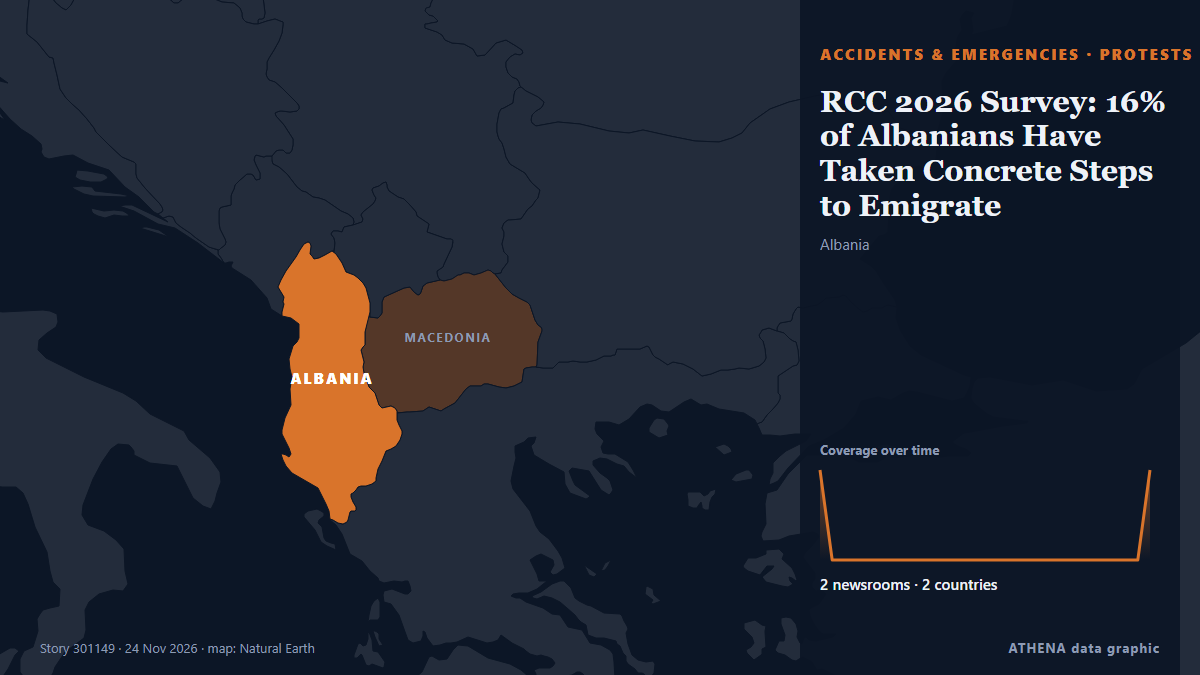 ACCIDENTS & EMERGENCIES · PROTESTS
RCC 2026 Survey: 16%
of Albanians Have
Taken Concrete Steps
to Emigrate
Albania
MACEDONIA
ALBANIA
Coverage over time
2 newsrooms · 2 countries
Story 301149 · 24 Nov 2026 · map: Natural Earth
ATHENA data graphic